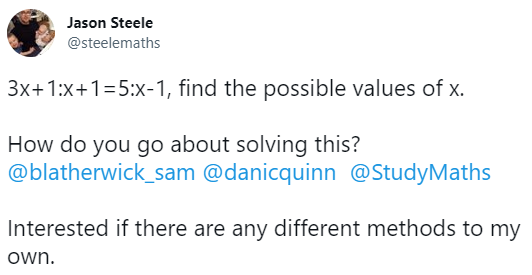 Jason Steele
@steelemaths
3x+1:x+1=5:x-1, find the possible values of x.
How do you go about solving this?
@blatherwick_sam @danicquinn @StudyMaths
Interested if there are any different methods to my
own.